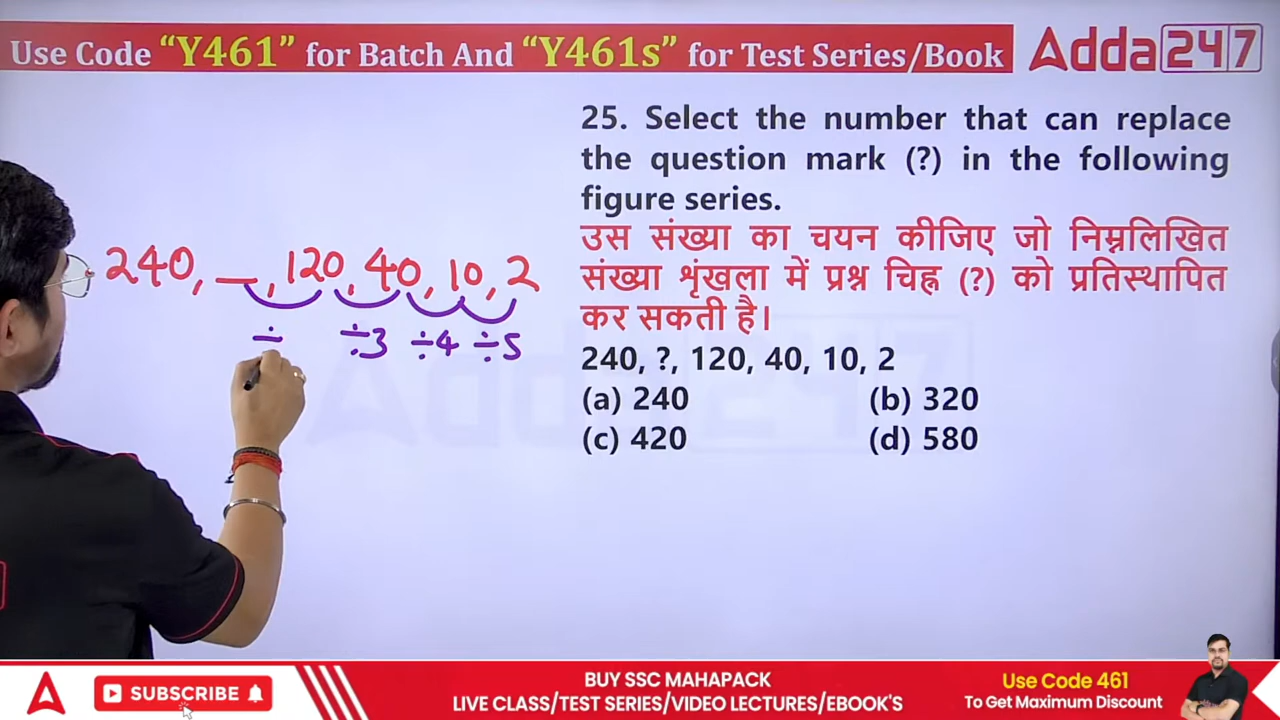 Use Code "Y461" for Batch And "Y461s" for Test Series/Book
Adda247
25. Select the number that can replace
the question mark (?) in the following
figure series.
उस संख्या का चयन कीजिए जो निम्नलिखित
संख्या शृंखला में प्रश्न चिह्न (?) को प्रतिस्थापित
कर सकती है।
240, ?, 120, 40, 10, 2
(a) 240 (b) 320
(c) 420 (d) 580
240, _, 120, 40, 10, 2
÷ ÷3 ÷4 ÷5
SUBSCRIBE
BUY SSC MAHAPACK
LIVE CLASS/TEST SERIES/VIDEO LECTURES/EBOOK'S
Use Code 461
To Get Maximum Discount